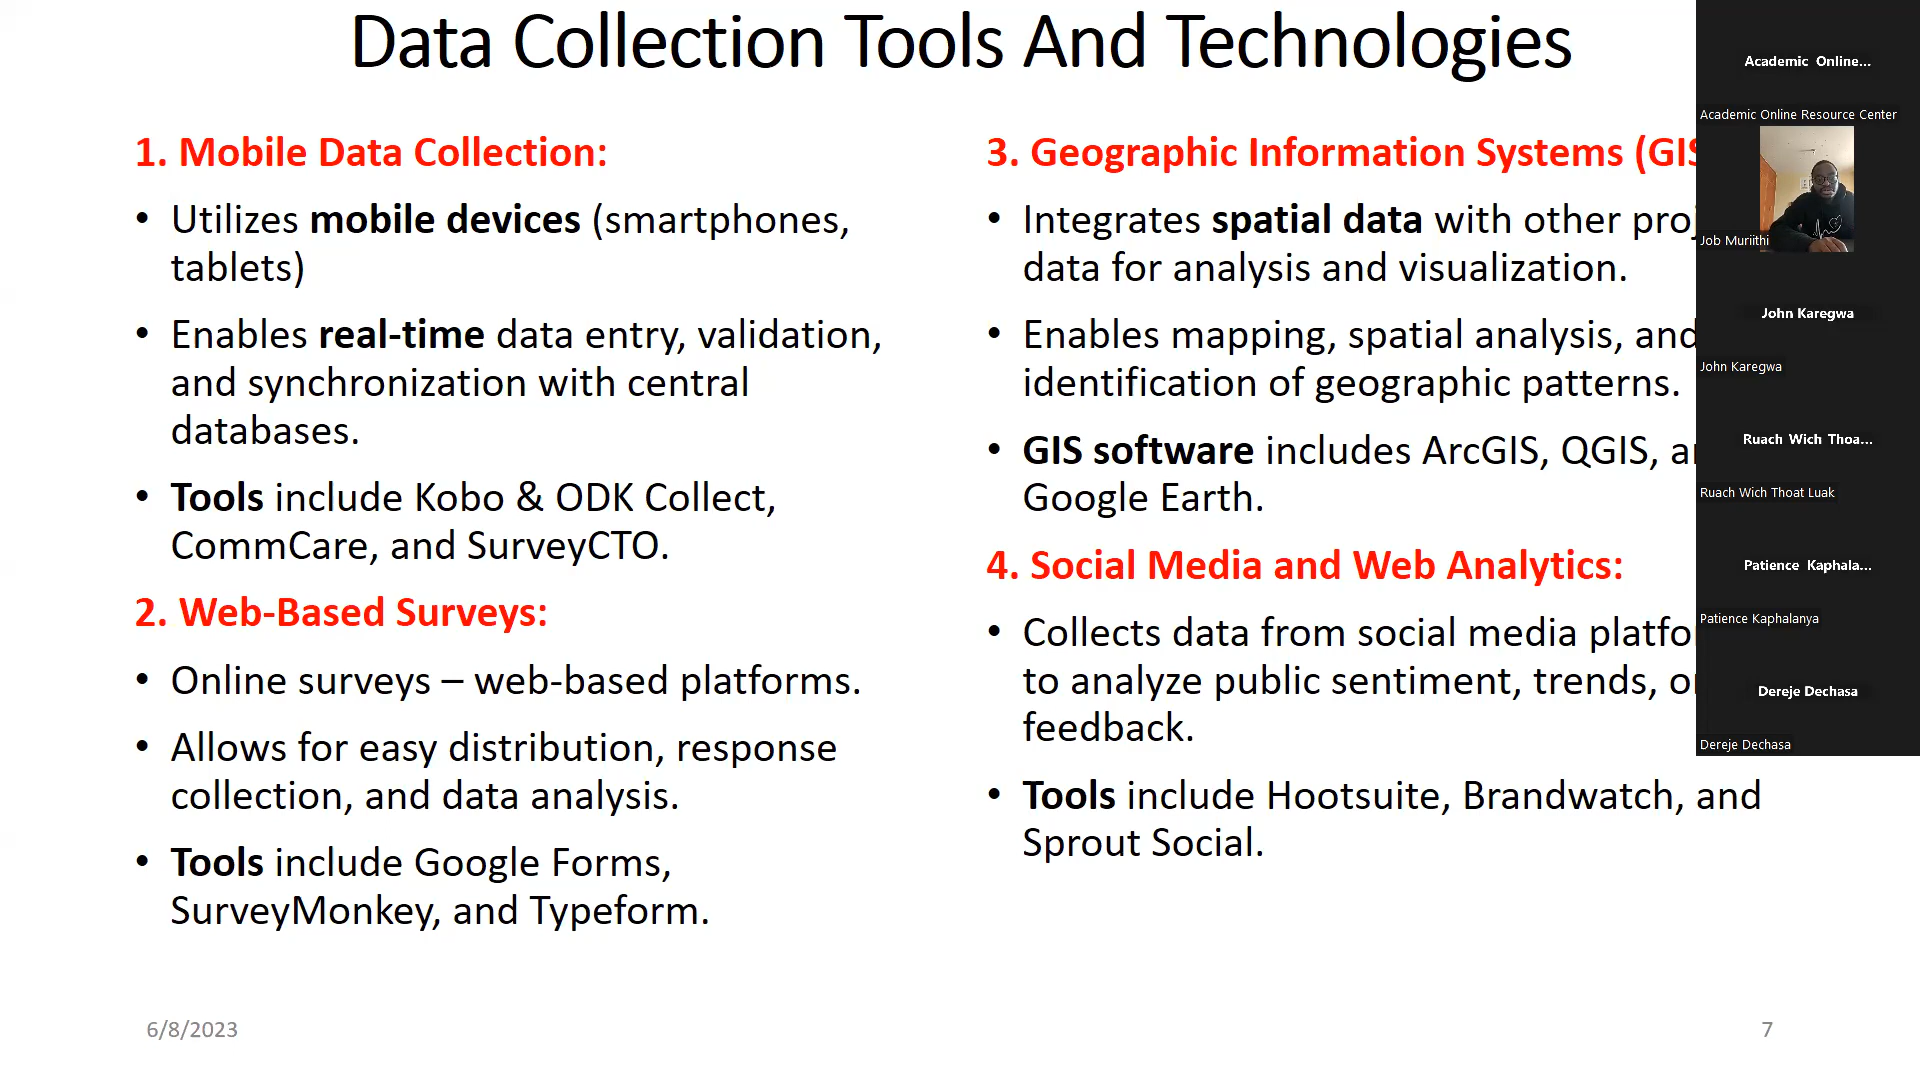 Data Collection Tools And Technologies
1. Mobile Data Collection:
• Utilizes mobile devices (smartphones,
tablets)
• Enables real-time data entry, validation,
and synchronization with central
databases.
• Tools include Kobo & ODK Collect,
CommCare, and SurveyCTO.
2. Web-Based Surveys:
• Online surveys – web-based platforms.
• Allows for easy distribution, response
collection, and data analysis.
• Tools include Google Forms,
SurveyMonkey, and Typeform.
3. Geographic Information Systems (GIS
• Integrates spatial data with other
data for analysis and visualization.
• Enables mapping, spatial analysis, and
identification of geographic patterns.
• GIS software includes ArcGIS, QGIS,
Google Earth.
4. Social Media and Web Analytics:
• Collects data from social media
to analyze public sentiment, trends,
feedback.
• Tools include Hootsuite, Brandwatch, and
Sprout Social.
6/8/2023
7
Academic Online...
Academic Online Resource Center
Job Muriithi
John Karegwa
John Karegwa
Ruach Wich Thoa...
Ruach Wich Thoat Luak
Patience Kaphala...
Patience Kaphalanya
Dereje Dechasa
Dereje Dechasa